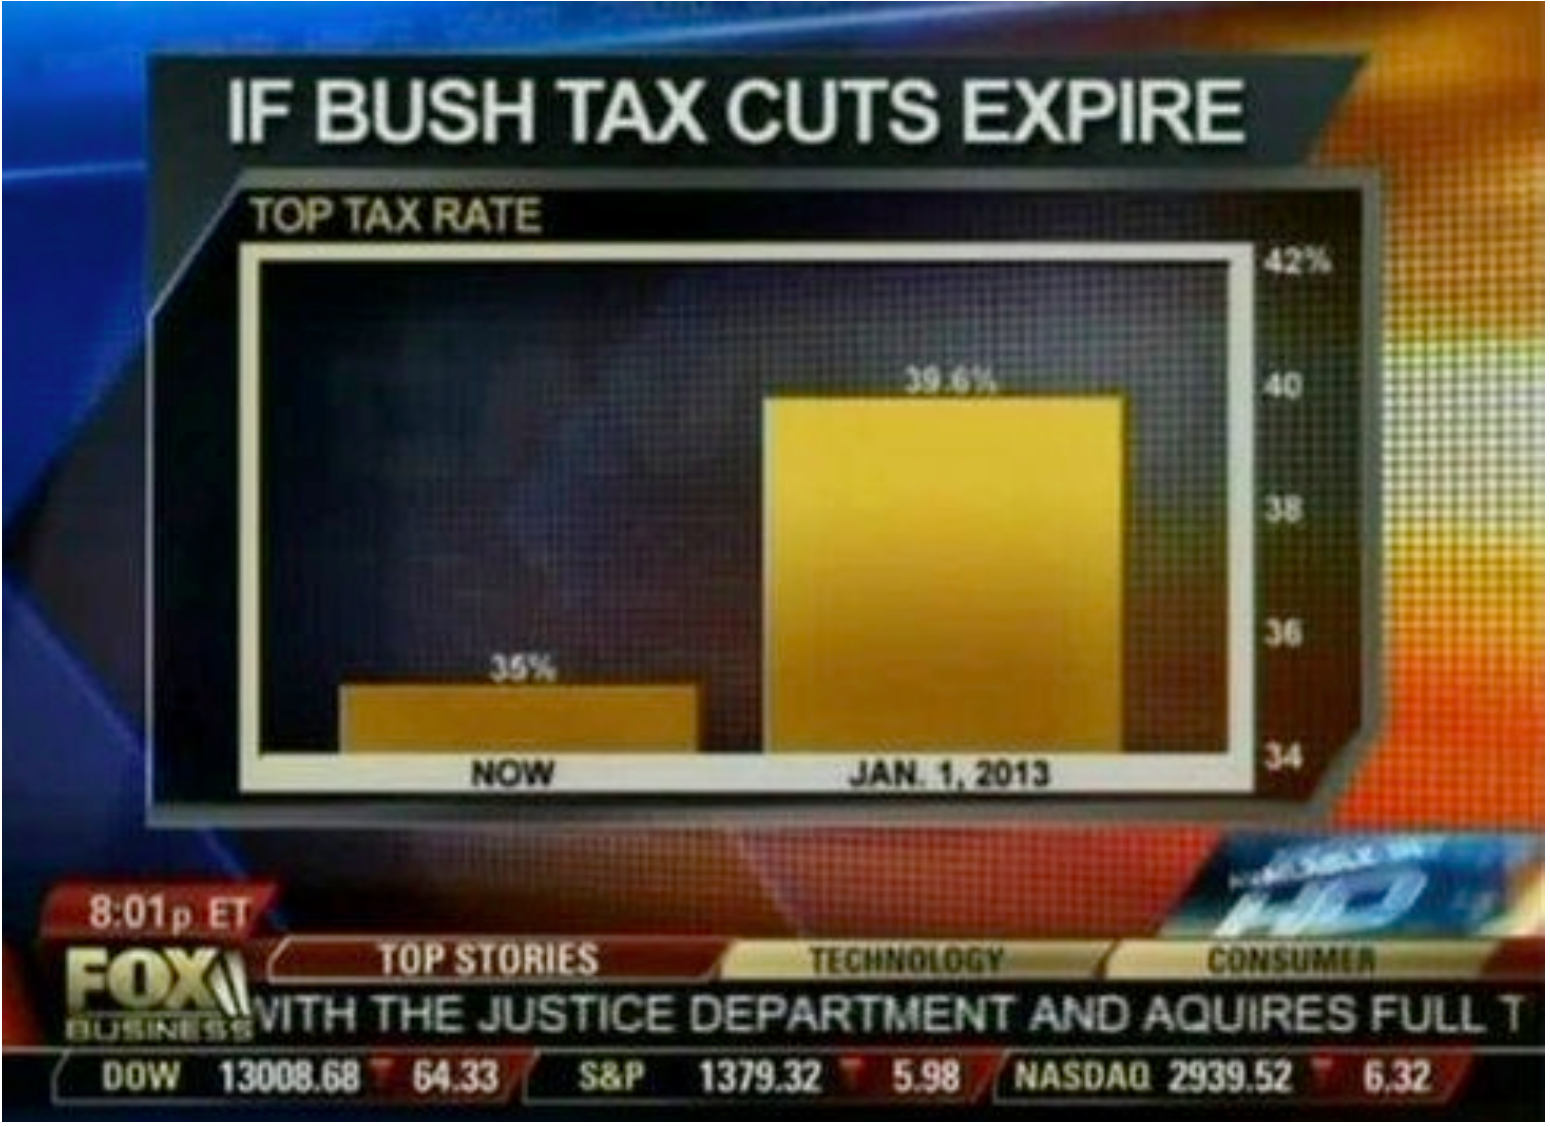 IF BUSH TAX CUTS EXPIRE
TOP TAX RATE
42%
39.6%
40
38
36
35%
34
NOW
JAN. 1, 2013
8:01p ET
HD
TOP STORIES
TECHNOLOGY
CONSUMER
FOX
BUSINESS
WITH THE JUSTICE DEPARTMENT AND AQUIRES FULL T
DOW 13008.68 64.33 S&P 1379.32 5.98 NASDAQ 2939.52 6.32